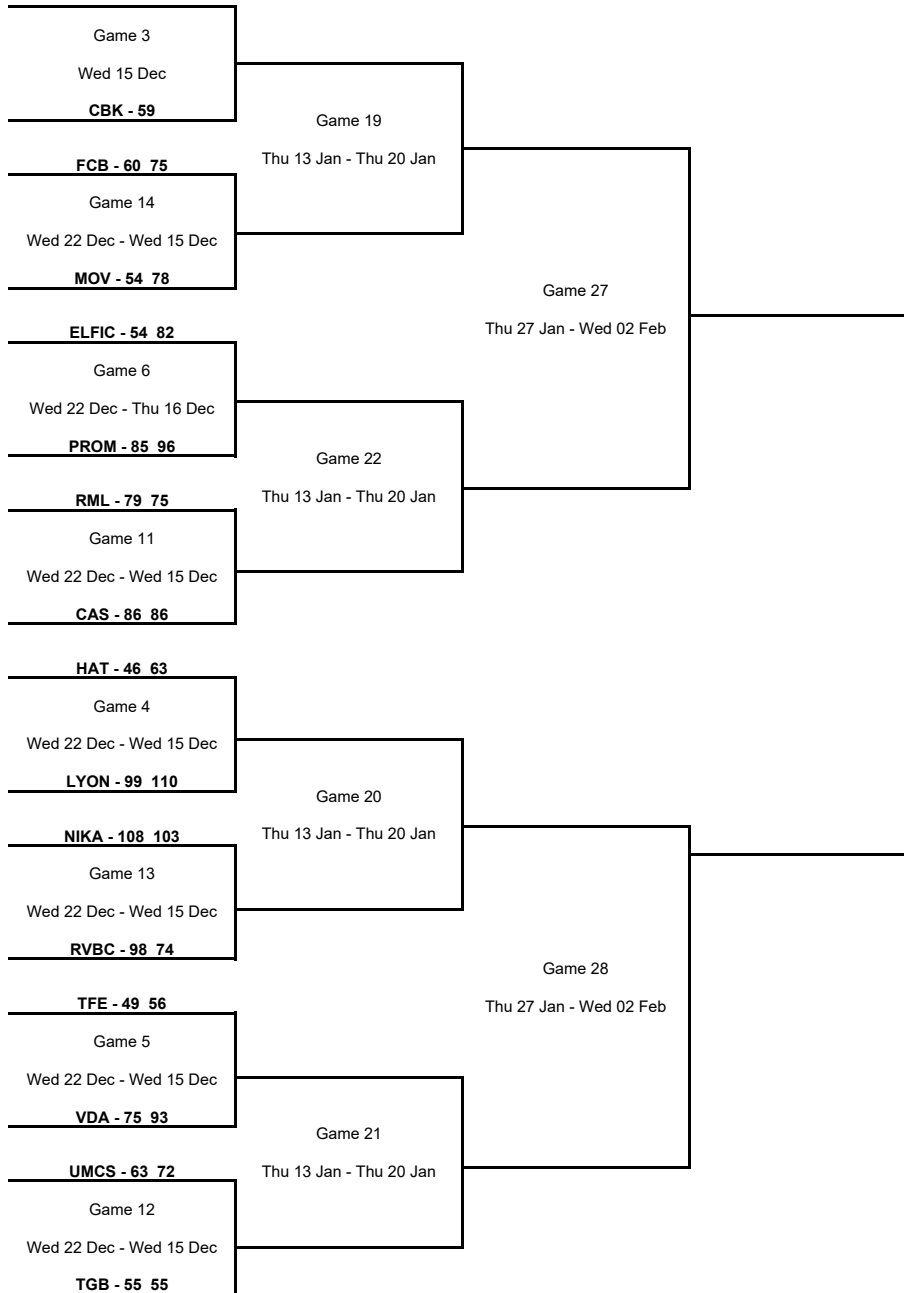 Game 3
Wed 15 Dec
CBK - 59
Game 19
Thu 13 Jan - Thu 20 Jan
FCB - 60 75
Game 14
Wed 22 Dec - Wed 15 Dec
MOV - 54 78
Game 27
Thu 27 Jan - Wed 02 Feb
ELFIC - 54 82
Game 6
Wed 22 Dec - Thu 16 Dec
PROM - 85 96
Game 22
Thu 13 Jan - Thu 20 Jan
RML - 79 75
Game 11
Wed 22 Dec - Wed 15 Dec
CAS - 86 86
HAT - 46 63
Game 4
Wed 22 Dec - Wed 15 Dec
LYON - 99 110
Game 20
Thu 13 Jan - Thu 20 Jan
NIKA - 108 103
Game 13
Wed 22 Dec - Wed 15 Dec
RVBC - 98 74
Game 28
Thu 27 Jan - Wed 02 Feb
TFE - 49 56
Game 5
Wed 22 Dec - Wed 15 Dec
VDA - 75 93
Game 21
Thu 13 Jan - Thu 20 Jan
UMCS - 63 72
Game 12
Wed 22 Dec - Wed 15 Dec
TGB - 55 55